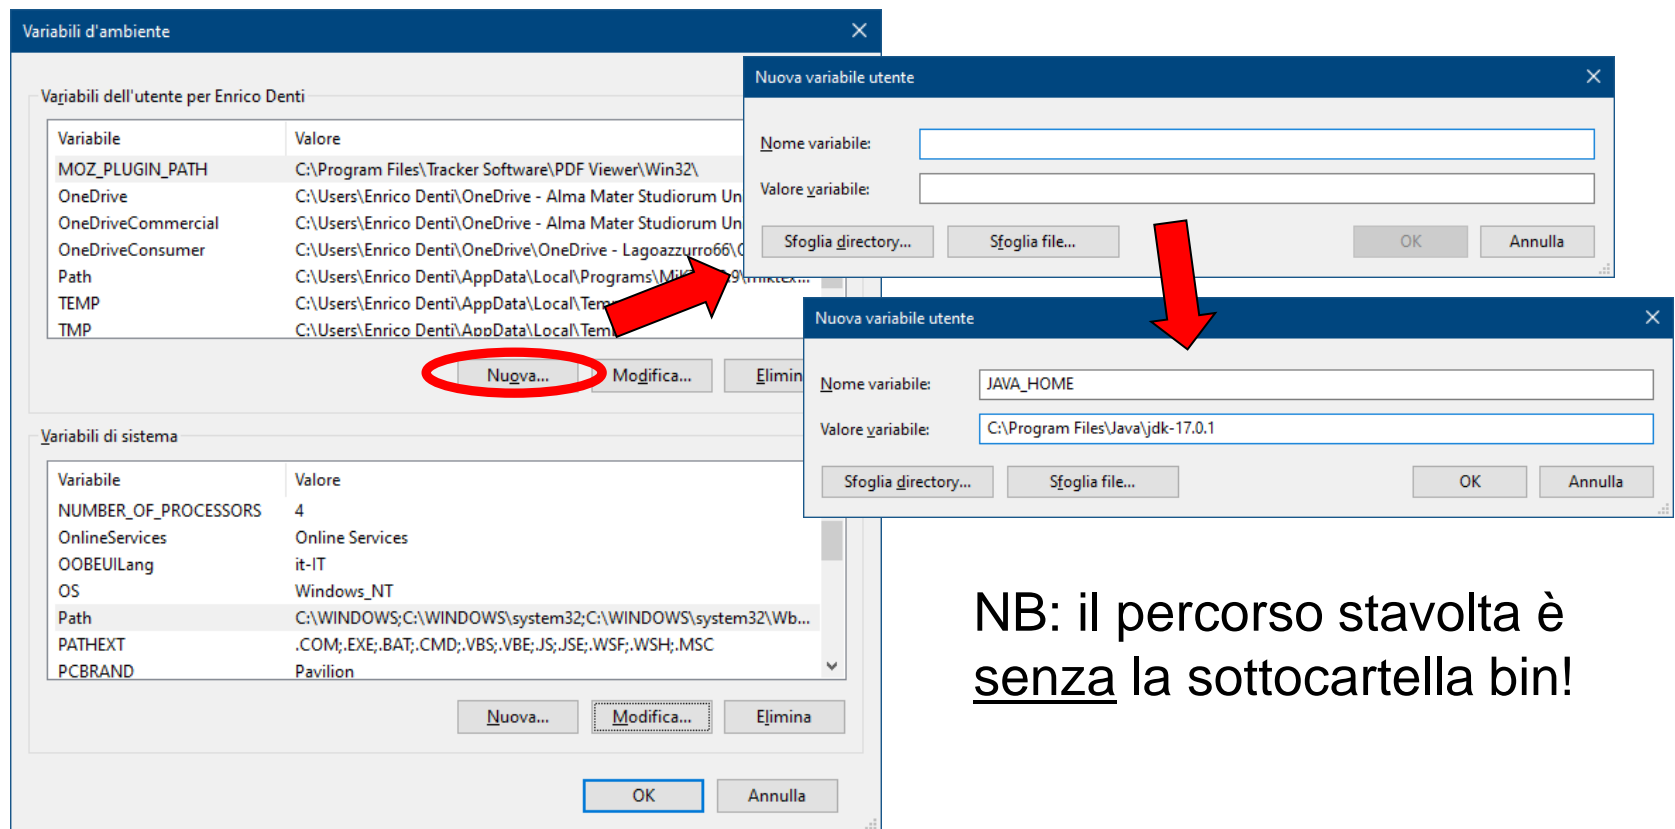 Variabili d'ambiente
Variabili dell'utente per Enrico Denti
Variabile Valore
MOZ_PLUGIN_PATH C:\Program Files\Tracker Software\PDF Viewer\Win32\
OneDrive C:\Users\Enrico Denti\OneDrive - Alma Mater Studiorum Un
OneDriveCommercial C:\Users\Enrico Denti\OneDrive - Alma Mater Studiorum Un
OneDriveConsumer C:\Users\Enrico Denti\OneDrive\OneDrive - Lagoazzurro66\
Path C:\Users\Enrico Denti\AppData\Local\Programs\
TEMP C:\Users\Enrico Denti\AppData\Local\Tem
TMP C:\Users\Enrico Denti\AppData\Local\Tem
Nuova... Modifica... Elimin
Variabili di sistema
Variabile Valore
NUMBER_OF_PROCESSORS 4
OnlineServices Online Services
OOBEUILang it-IT
OS Windows_NT
Path C:\WINDOWS;C:\WINDOWS\system32;C:\WINDOWS\system32\Wb...
PATHEXT .COM;.EXE;.BAT;.CMD;.VBS;.VBE;.JS;.JSE;.WSF;.WSH;.MSC
PCBRAND Pavilion
Nuova... Modifica... Elimina
OK Annulla
Nuova variabile utente
Nome variabile:
Valore variabile:
Sfoglia directory... Sfoglia file... OK Annulla
Nuova variabile utente
Nome variabile: JAVA_HOME
Valore variabile: C:\Program Files\Java\jdk-17.0.1
Sfoglia directory... Sfoglia file... OK Annulla
NB: il percorso stavolta è
senza la sottocartella bin!